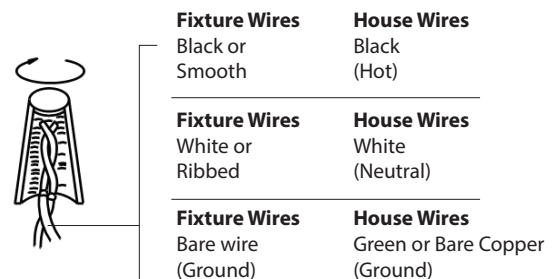 Fixture Wires House Wires
Black or Black
Smooth (Hot)
Fixture Wires House Wires
White or White
Ribbed (Neutral)
Fixture Wires House Wires
Bare wire Green or Bare Copper
(Ground) (Ground)